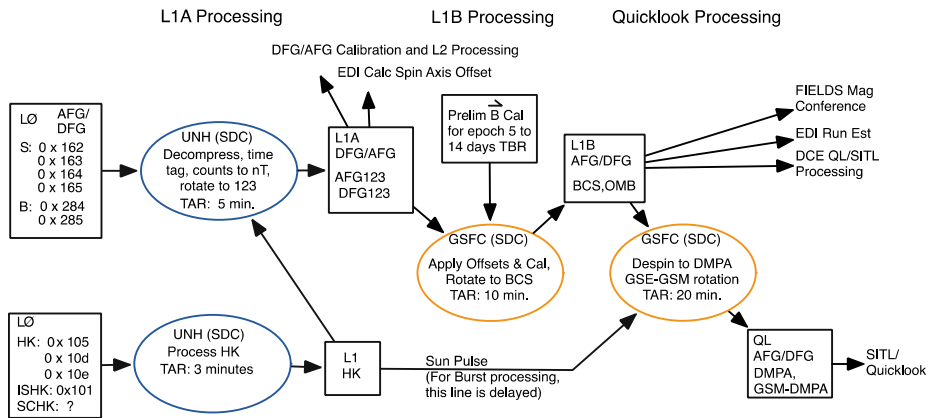 L1A Processing
L1B Processing
Quicklook Processing
DFG/AFG Calibration and L2 Processing
EDI Calc Spin Axis Offset
LØ AFG/
DFG
S: 0 x 162
0 x 163
0 x 164
0 x 165
B: 0 x 284
0 x 285
UNH (SDC)
Decompress, time
tag, counts to nT,
rotate to 123
TAR: 5 min.
L1A
DFG/AFG
AFG123
DFG123
Prelim B Cal
for epoch 5 to
14 days TBR
L1B
AFG/DFG
BCS,OMB
FIELDS Mag
Conference
EDI Run Est
DCE QL/SITL
Processing
GSFC (SDC)
Apply Offsets & Cal,
Rotate to BCS
TAR: 10 min.
GSFC (SDC)
Despin to DMPA
GSE-GSM rotation
TAR: 20 min.
LØ
HK: 0 x 105
0 x 10d
0 x 10e
ISHK: 0x101
SCHK: ?
UNH (SDC)
Process HK
TAR: 3 minutes
L1
HK
Sun Pulse
(For Burst processing,
this line is delayed)
QL
AFG/DFG
DMPA,
GSM-DMPA
SITL/
Quicklook